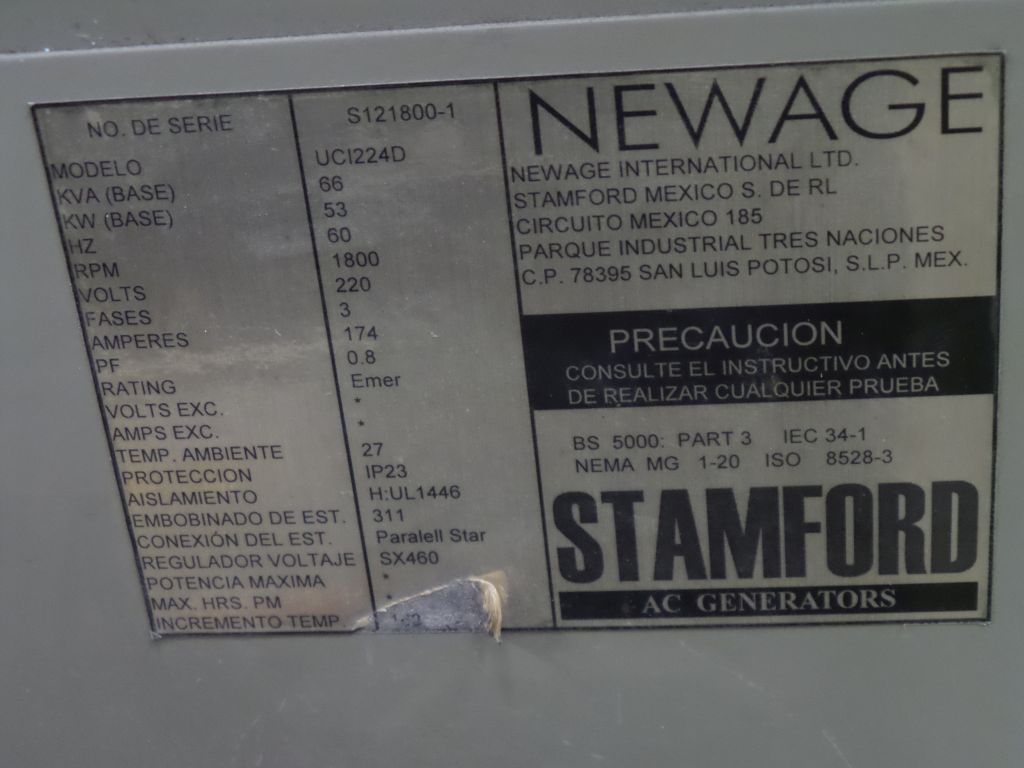 NO. DE SERIE S121800-1
MODELO UCI224D
KVA (BASE) 66
KW (BASE) 53
HZ 60
RPM 1800
VOLTS 220
FASES 3
AMPERES 174
PF 0.8
RATING Emer
VOLTS EXC. *
AMPS EXC. *
TEMP. AMBIENTE 27
PROTECCION IP23
AISLAMIENTO H:UL1446
EMBOBINADO DE EST. 311
CONEXIÓN DEL EST. Paralell Star
REGULADOR VOLTAJE SX460
POTENCIA MAXIMA *
MAX. HRS. PM
INCREMENTO TEMP.
NEWAGE
NEWAGE INTERNATIONAL LTD.
STAMFORD MEXICO S. DE RL
CIRCUITO MEXICO 185
PARQUE INDUSTRIAL TRES NACIONES
C.P. 78395 SAN LUIS POTOSI, S.L.P. MEX.
PRECAUCION
CONSULTE EL INSTRUCTIVO ANTES
DE REALIZAR CUALQUIER PRUEBA
BS 5000: PART 3 IEC 34-1
NEMA MG 1-20 ISO 8528-3
STAMFORD
AC GENERATORS